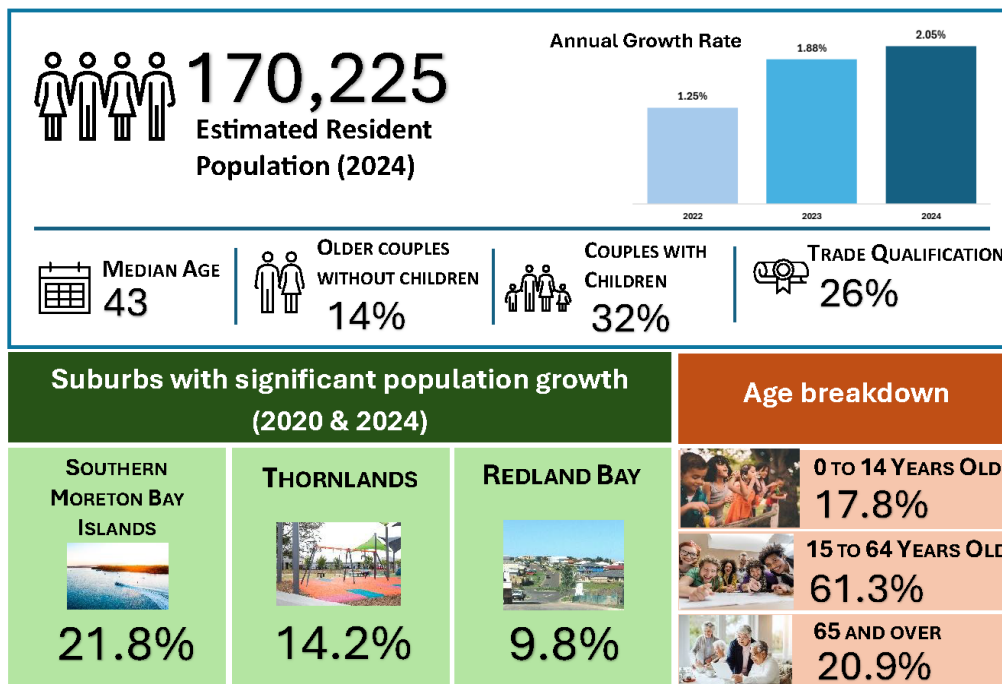 170,225
Estimated Resident
Population (2024)
Annual Growth Rate
1.25%
1.88%
2.05%
2022
2023
2024
MEDIAN AGE
43
OLDER COUPLES
WITHOUT CHILDREN
14%
COUPLES WITH
CHILDREN
32%
TRADE QUALIFICATION
26%
Suburbs with significant population growth
(2020 & 2024)
SOUTHERN
MORETON BAY
ISLANDS
21.8%
THORNLANDS
14.2%
REDLAND BAY
9.8%
Age breakdown
0 TO 14 YEARS OLD
17.8%
15 TO 64 YEARS OLD
61.3%
65 AND OVER
20.9%